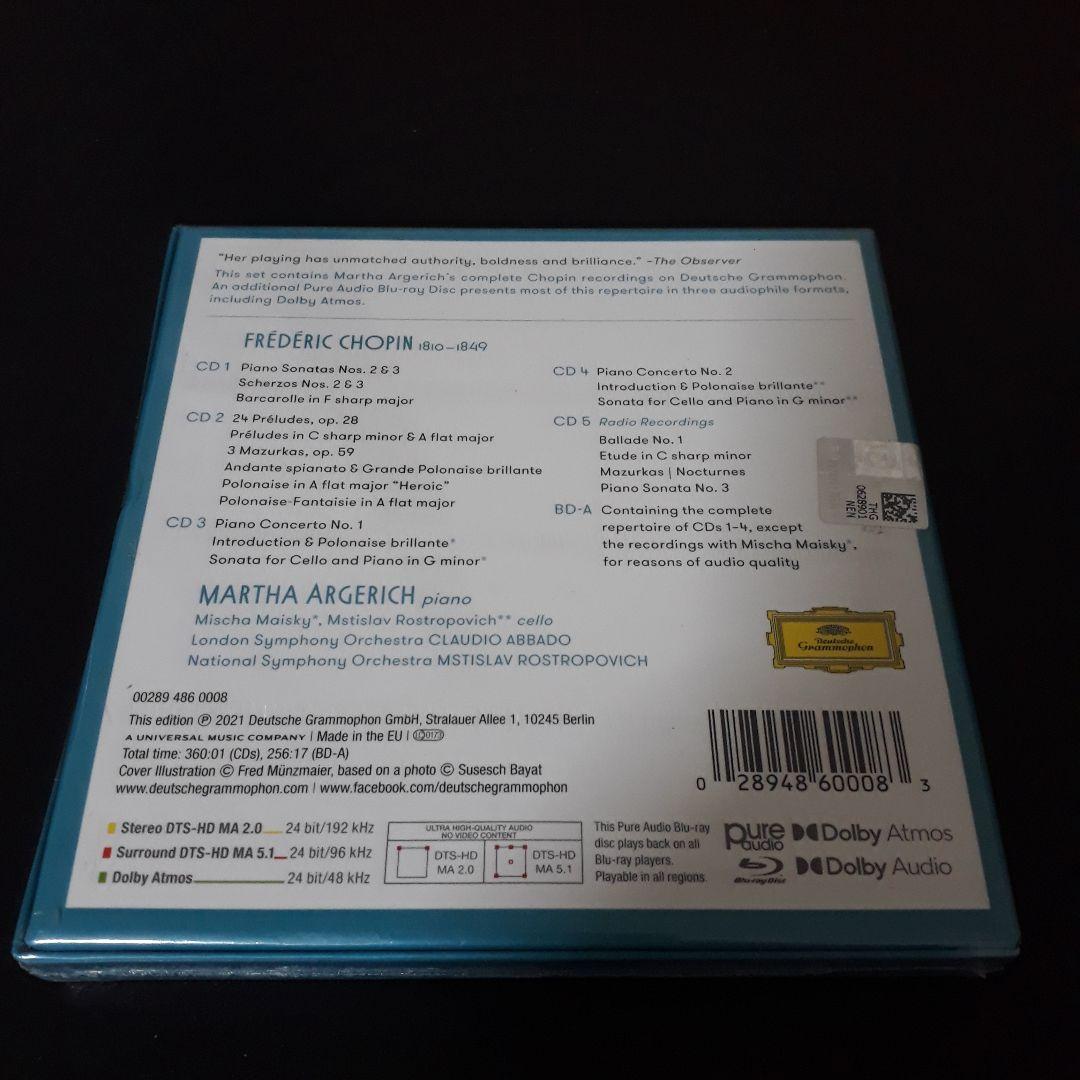 "Her playing has unmatched authority, boldness and brilliance." –The Observer
This set contains Martha Argerich's complete Chopin recordings on Deutsche Grammophon.
An additional Pure Audio Blu-ray Disc presents most of this repertoire in three audiophile formats,
including Dolby Atmos.
FRÉDÉRIC CHOPIN 1810–1849
CD 1 Piano Sonatas Nos. 2 & 3
Scherzos Nos. 2 & 3
Barcarolle in F sharp major
CD 2 24 Préludes, op. 28
Préludes in C sharp minor & A flat major
3 Mazurkas, op. 59
Andante spianato & Grande Polonaise brillante
Polonaise in A flat major "Heroic"
Polonaise-Fantaisie in A flat major
CD 3 Piano Concerto No. 1
Introduction & Polonaise brillante*
Sonata for Cello and Piano in G minor*
CD 4 Piano Concerto No. 2
Introduction & Polonaise brillante**
Sonata for Cello and Piano in G minor**
CD 5 Radio Recordings
Ballade No. 1
Etude in C sharp minor
Mazurkas | Nocturnes
Piano Sonata No. 3
BD-A Containing the complete
repertoire of CDs 1–4, except
the recordings with Mischa Maisky*,
for reasons of audio quality
THG
0628901
NEN
MARTHA ARGERICH piano
Mischa Maisky*, Mstislav Rostropovich** cello
London Symphony Orchestra CLAUDIO ABBADO
National Symphony Orchestra MSTISLAV ROSTROPOVICH
Deutsche
Grammophon
00289 486 0008
This edition ℗ 2021 Deutsche Grammophon GmbH, Stralauer Allee 1, 10245 Berlin
A UNIVERSAL MUSIC COMPANY | Made in the EU | LC 0173
Total time: 360:01 (CDs), 256:17 (BD-A)
Cover Illustration © Fred Münzmaier, based on a photo © Susesch Bayat
www.deutschegrammophon.com | www.facebook.com/deutschegrammophon
0 28948 60008 3
Stereo DTS-HD MA 2.0 24 bit/192 kHz
Surround DTS-HD MA 5.1 24 bit/96 kHz
Dolby Atmos 24 bit/48 kHz
ULTRA HIGH-QUALITY AUDIO
NO VIDEO CONTENT
DTS-HD
MA 2.0
DTS-HD
MA 5.1
This Pure Audio Blu-ray
disc plays back on all
Blu-ray players.
Playable in all regions.
pure
audio
Blu-ray Disc
Dolby Atmos
Dolby Audio